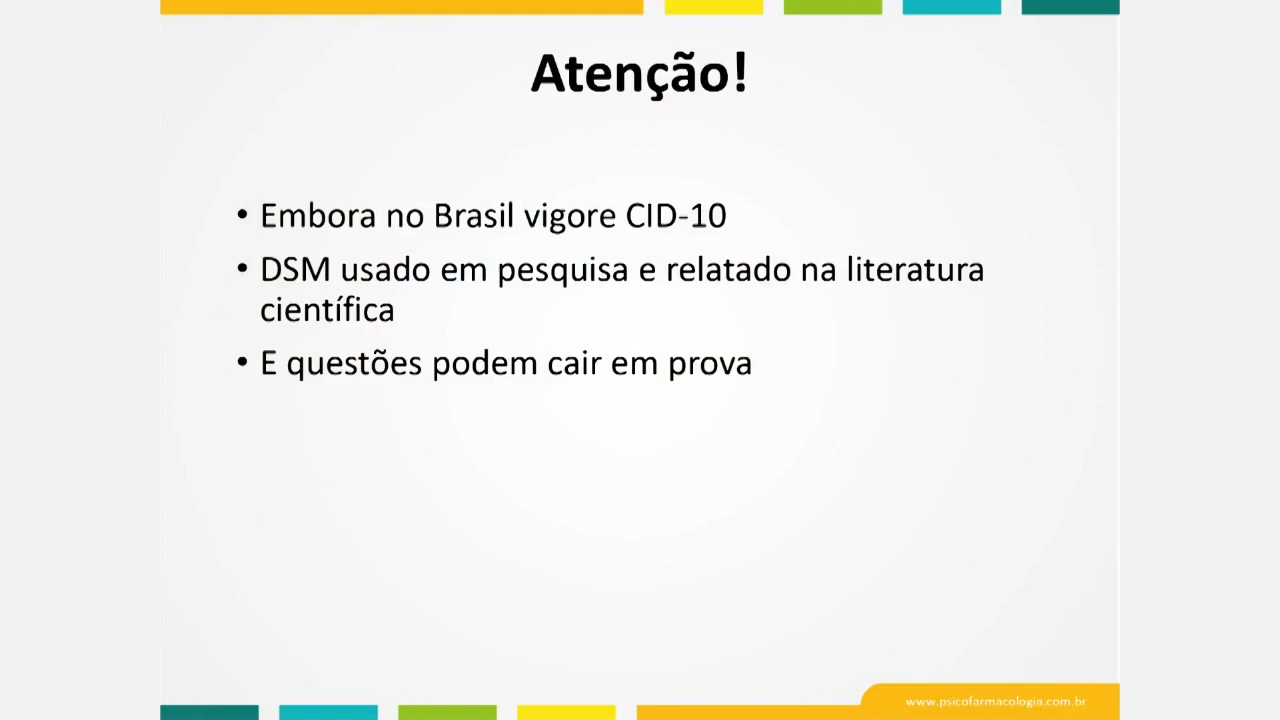 Atenção!
• Embora no Brasil vigore CID-10
• DSM usado em pesquisa e relatado na literatura
científica
• E questões podem cair em prova
www.psicofarmacologia.com.br